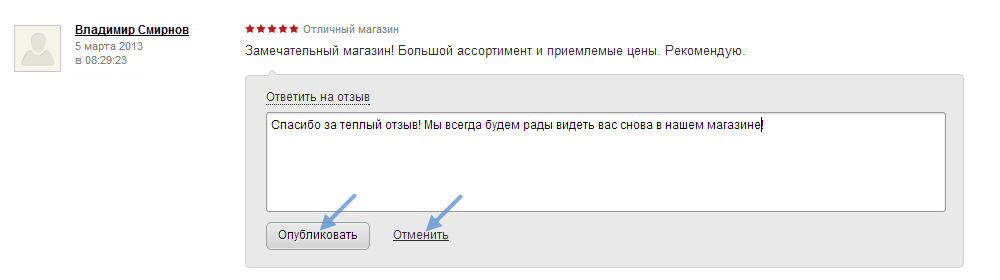 Владимир Смирнов
5 марта 2013
в 08:29:23
Отличный магазин
Замечательный магазин! Большой ассортимент и приемлемые цены. Рекомендую.
Ответить на отзыв
Спасибо за теплый отзыв! Мы всегда будем рады видеть вас снова в нашем магазине!
Опубликовать Отменить